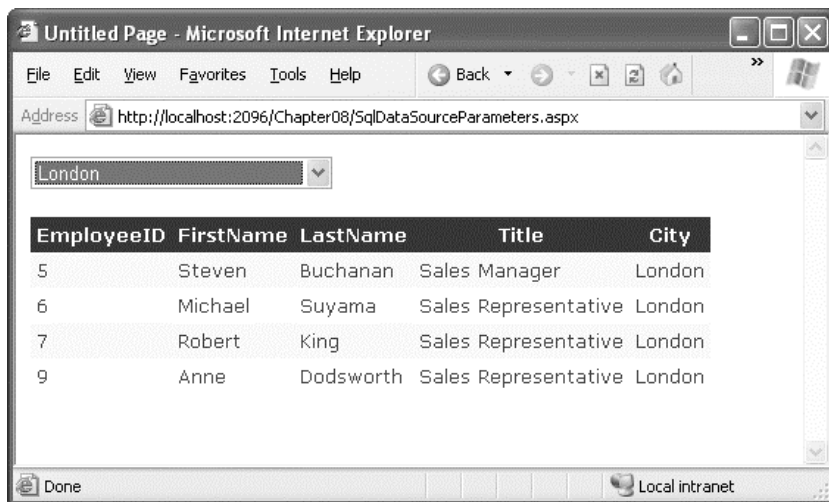 Untitled Page - Microsoft Internet Explorer
File Edit View Favorites Tools Help Back »
Address http://localhost:2096/Chapter08/SqlDataSourceParameters.aspx
London
EmployeeID FirstName LastName Title City
5 Steven Buchanan Sales Manager London
6 Michael Suyama Sales Representative London
7 Robert King Sales Representative London
9 Anne Dodsworth Sales Representative London
Done Local intranet